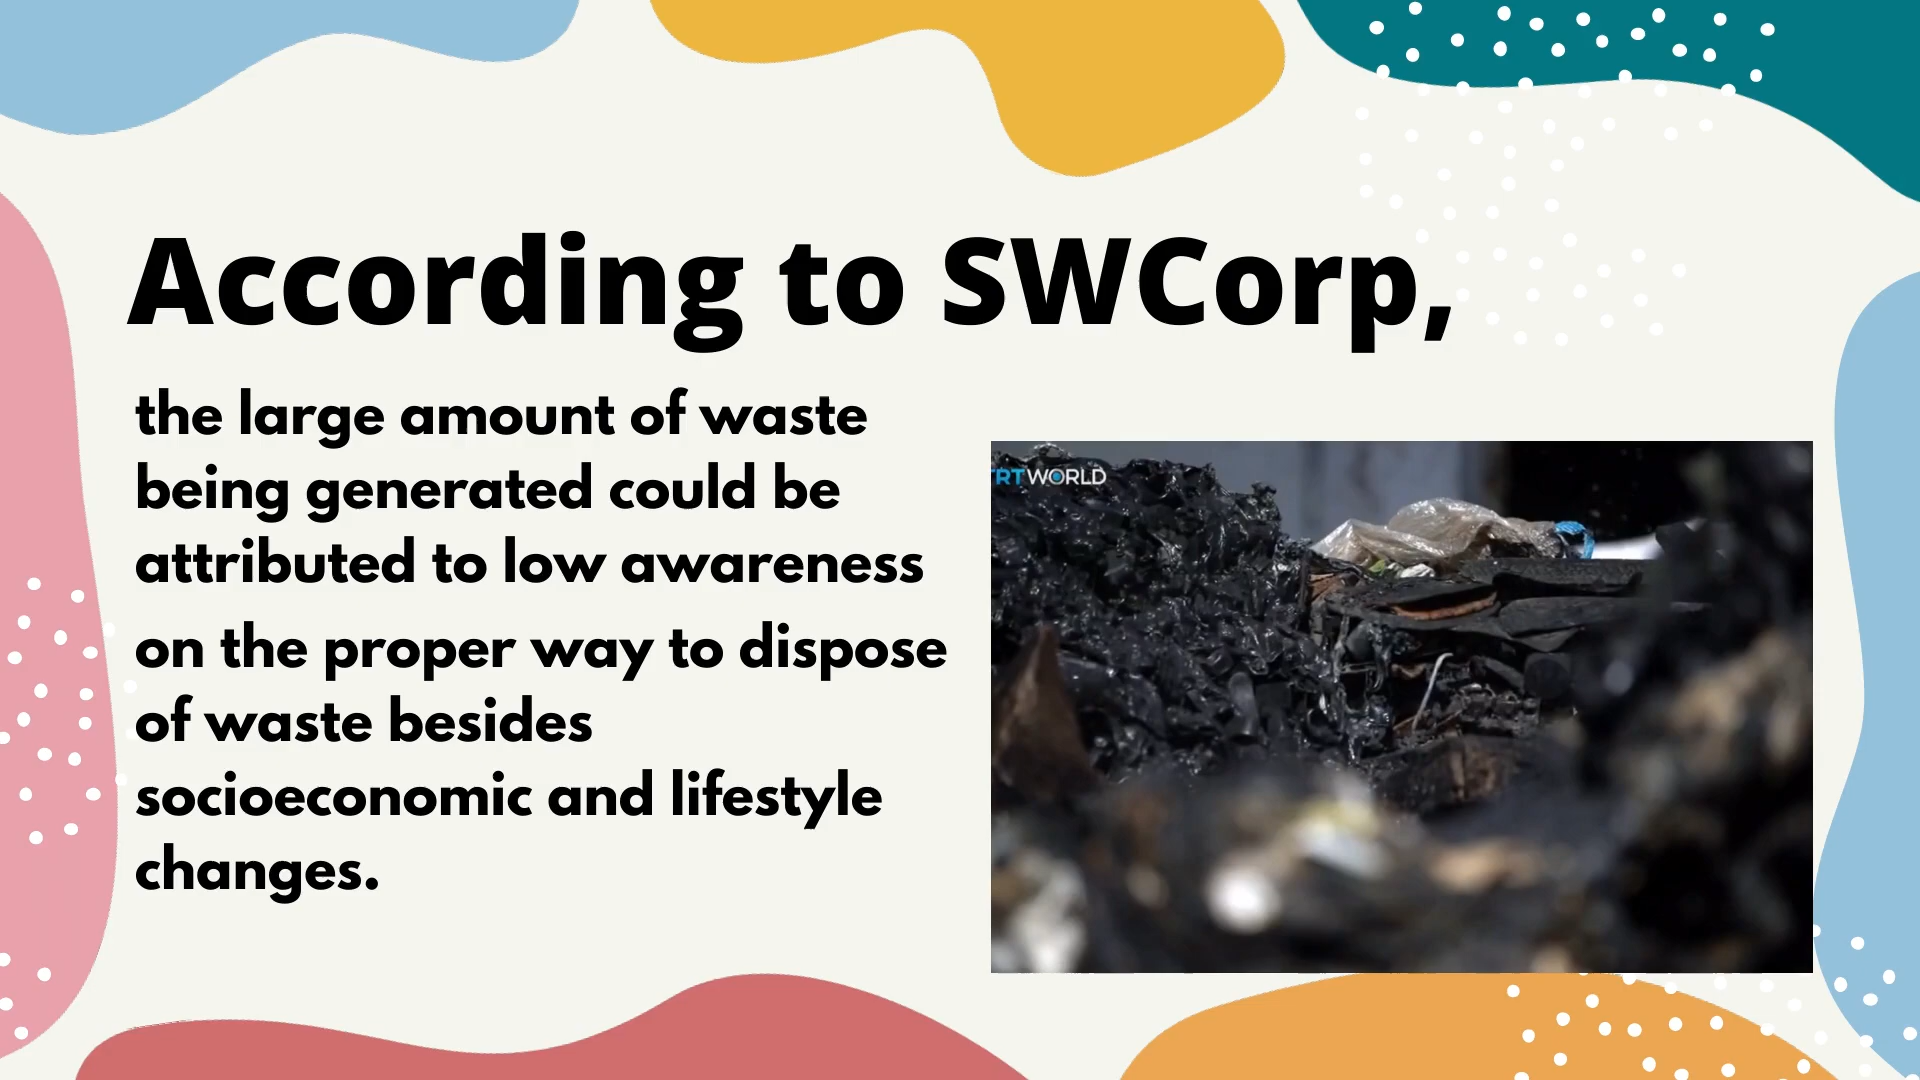 According to SWCorp,
the large amount of waste
being generated could be
attributed to low awareness
on the proper way to dispose
of waste besides
socioeconomic and lifestyle
changes.
RT WORLD